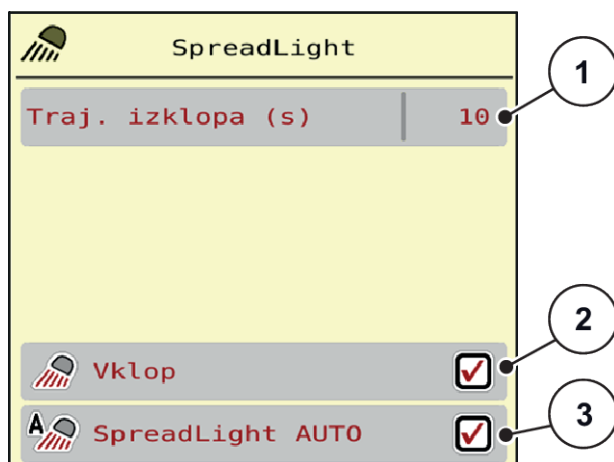 SpreadLight
1
Traj. izklopa (s) 10
2
Vklop
3
A SpreadLight AUTO